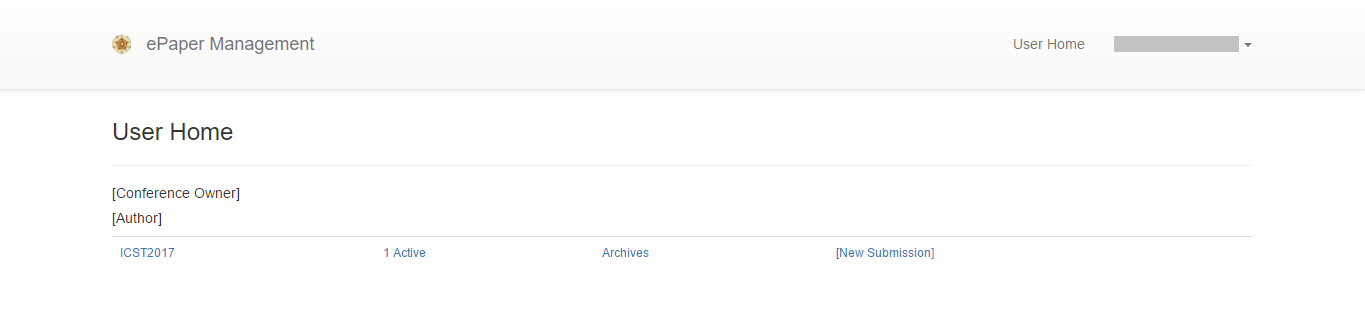 ePaper Management User Home
User Home
[Conference Owner]
[Author]
ICST2017 1 Active Archives [New Submission]